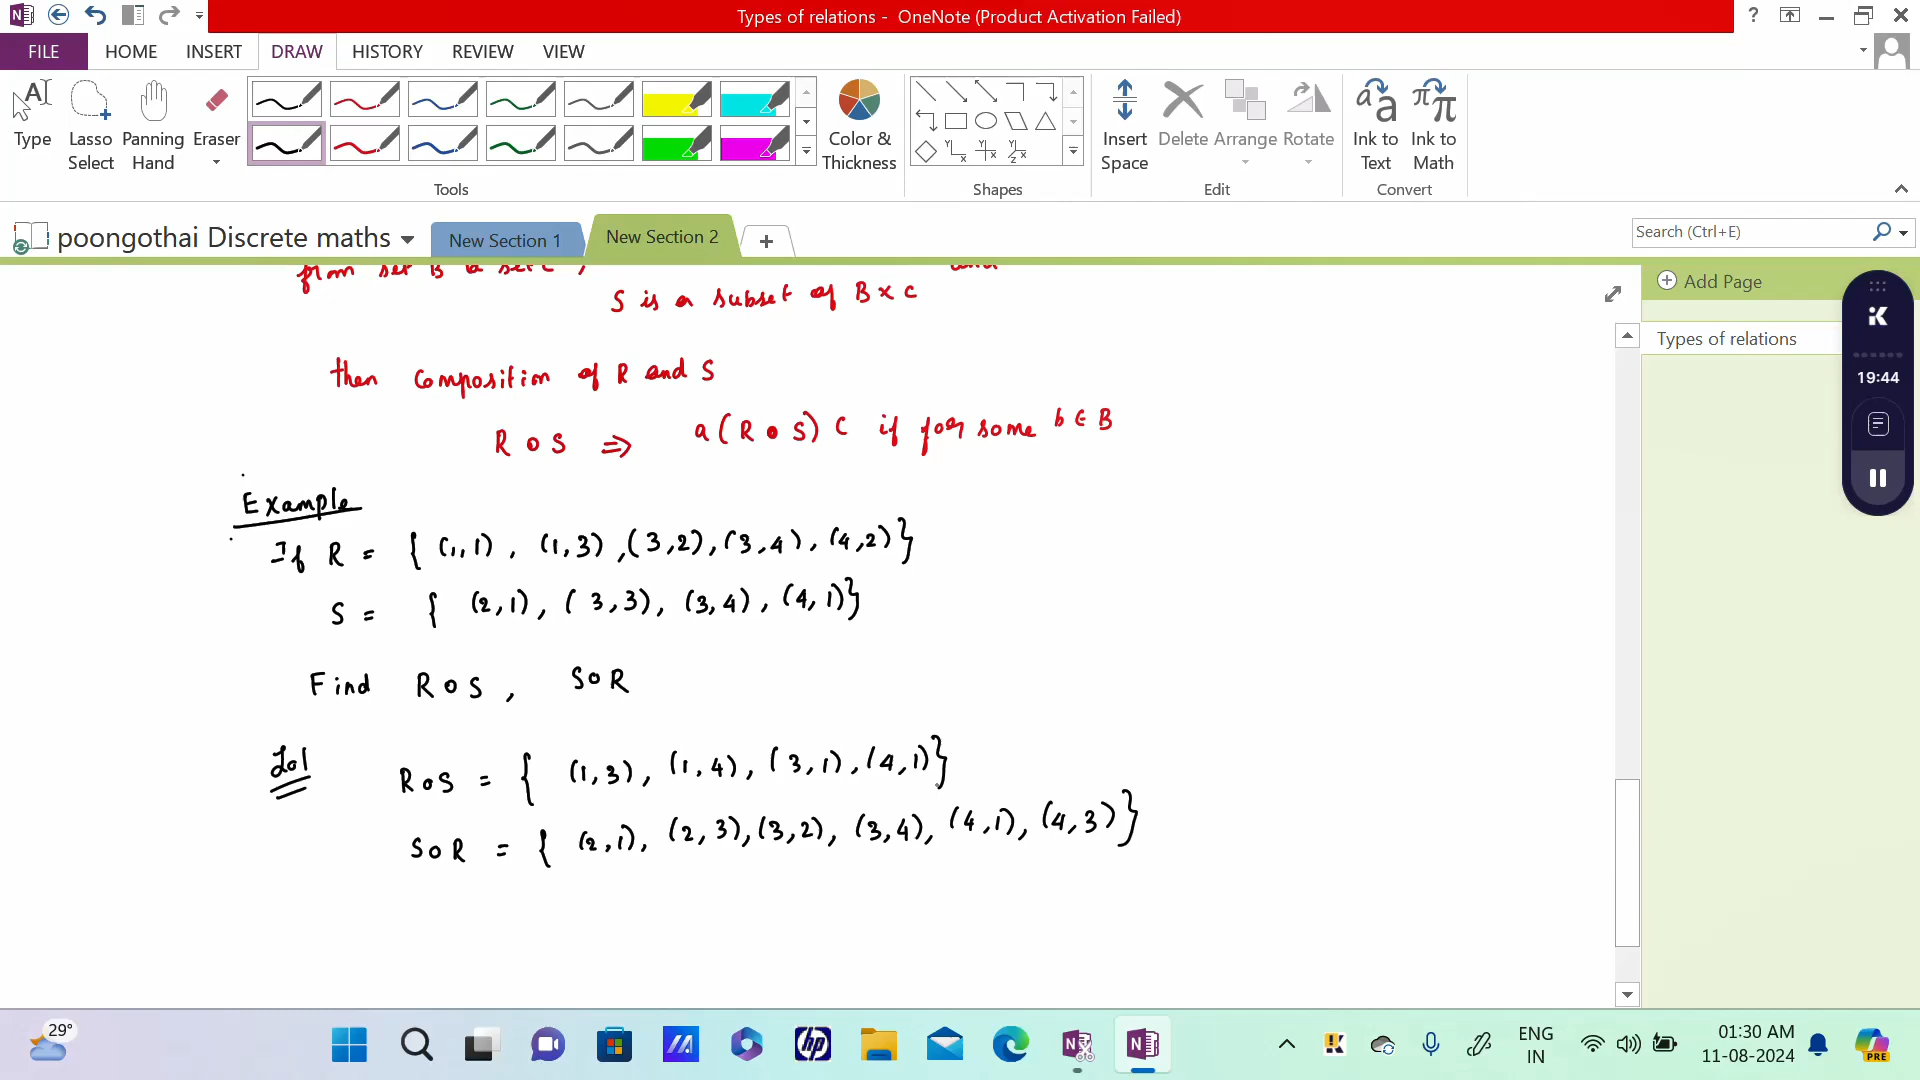 Types of relations - OneNote (Product Activation Failed)
FILE HOME INSERT DRAW HISTORY REVIEW VIEW
Type
Lasso Select
Panning Hand
Eraser
Color & Thickness
Insert Space
Delete Arrange Rotate
Ink to Text
Ink to Math
Tools Shapes Edit Convert
poongothai Discrete maths New Section 1 New Section 2
Search (Ctrl+E)
Add Page
Types of relations
19:44
from set B to set C, and
S is a subset of B x C
then composition of R and S
R o S ⇒ a (R o S) C if for some b ∈ B
Example
If R = { (1,1), (1,3), (3,2), (3,4), (4,2)}
S = { (2,1), (3,3), (3,4), (4,1)}
Find R o S, S o R
Sol R o S = { (1,3), (1,4), (3,1), (4,1)}
S o R = { (2,1), (2,3), (3,2), (3,4), (4,1), (4,3)}
29°
ENG
IN
01:30 AM
11-08-2024
PRE